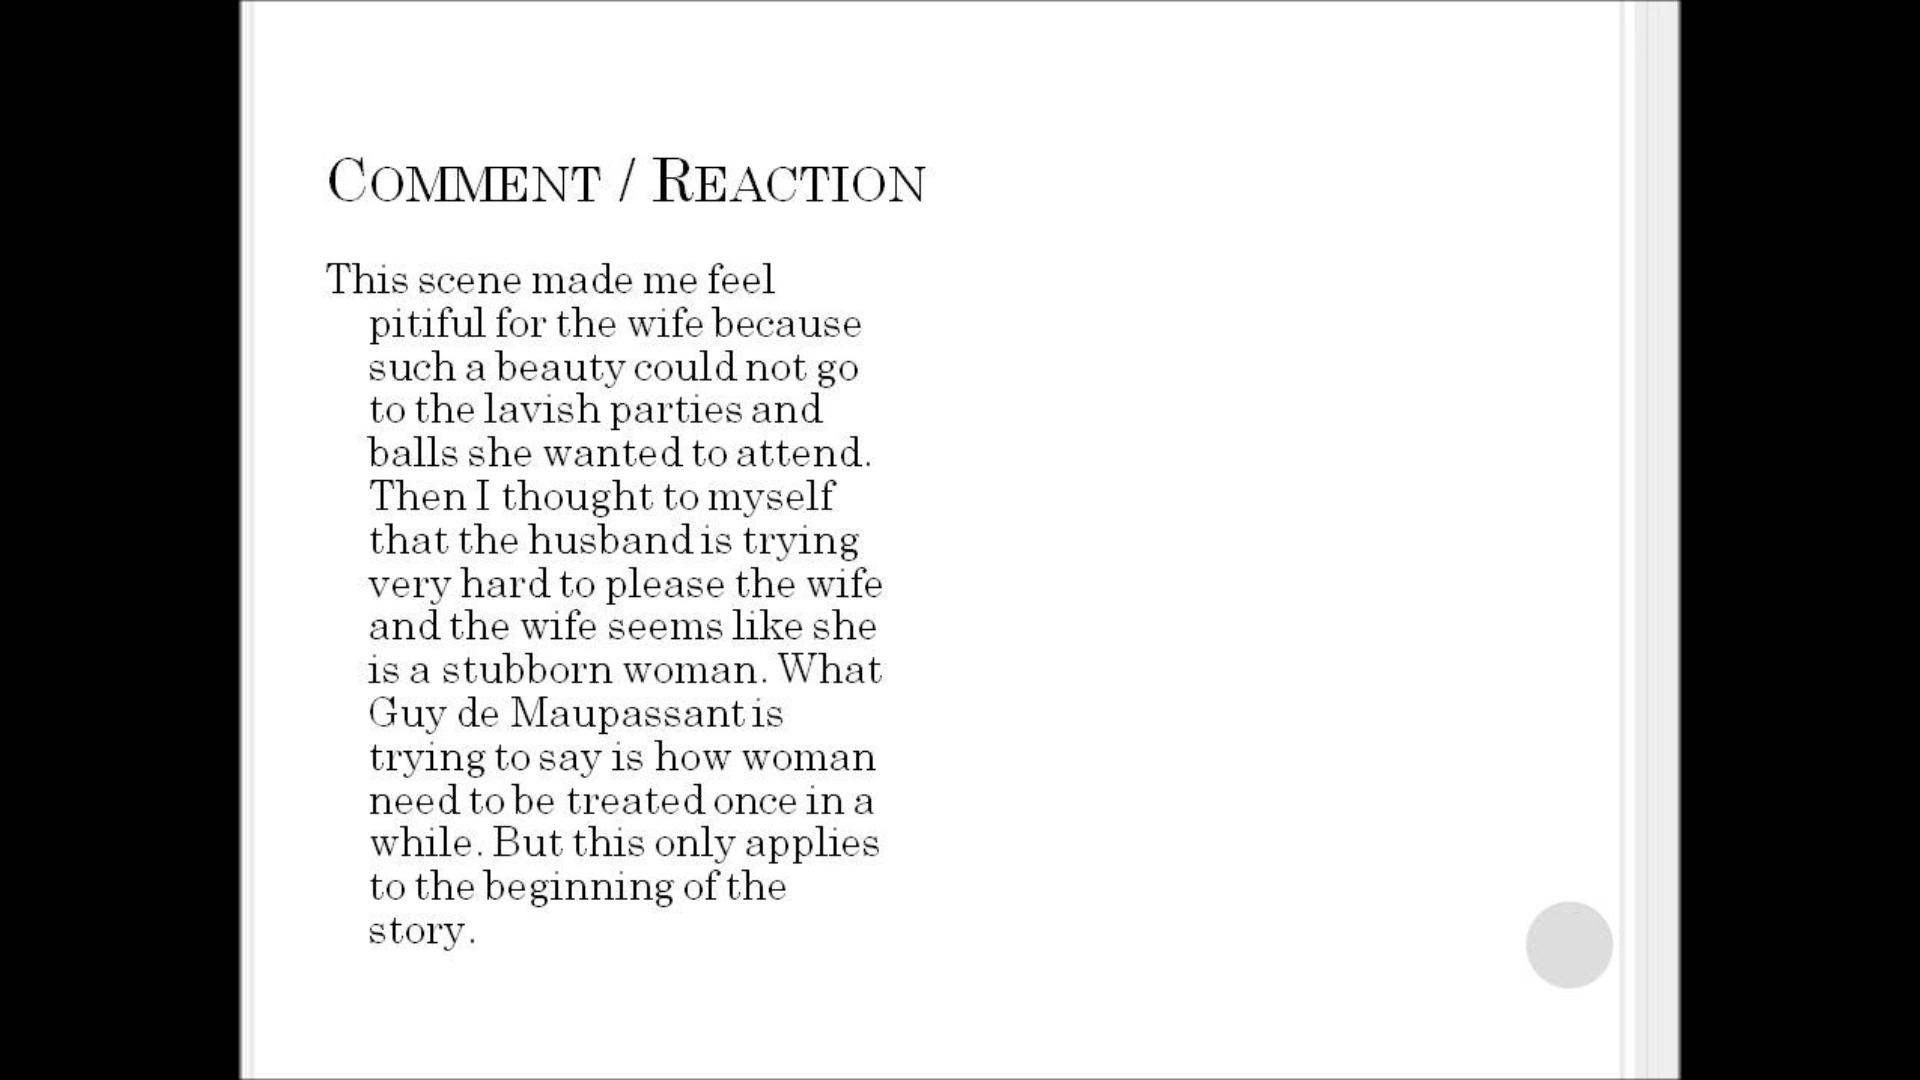 COMMENT / REACTION
This scene made me feel
pitiful for the wife because
such a beauty could not go
to the lavish parties and
balls she wanted to attend.
Then I thought to myself
that the husband is trying
very hard to please the wife
and the wife seems like she
is a stubborn woman. What
Guy de Maupassant is
trying to say is how woman
need to be treated once in a
while. But this only applies
to the beginning of the
story.